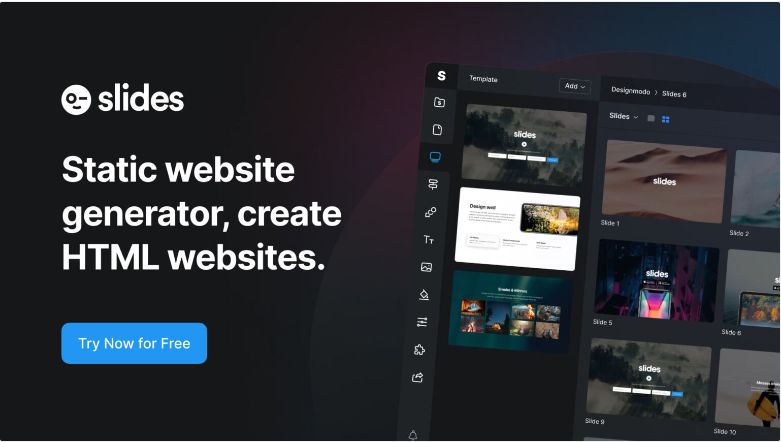 slides
Static website
generator, create
HTML websites.
Try Now for Free
S
Template
Add
Designmodo > Slides 6
Slides
slides
Design well
Smoke & Mirrors
slides
Slide 1
Slide 2
slides
Slide 5
Slide 6
slides
Slide 9
Slide 10